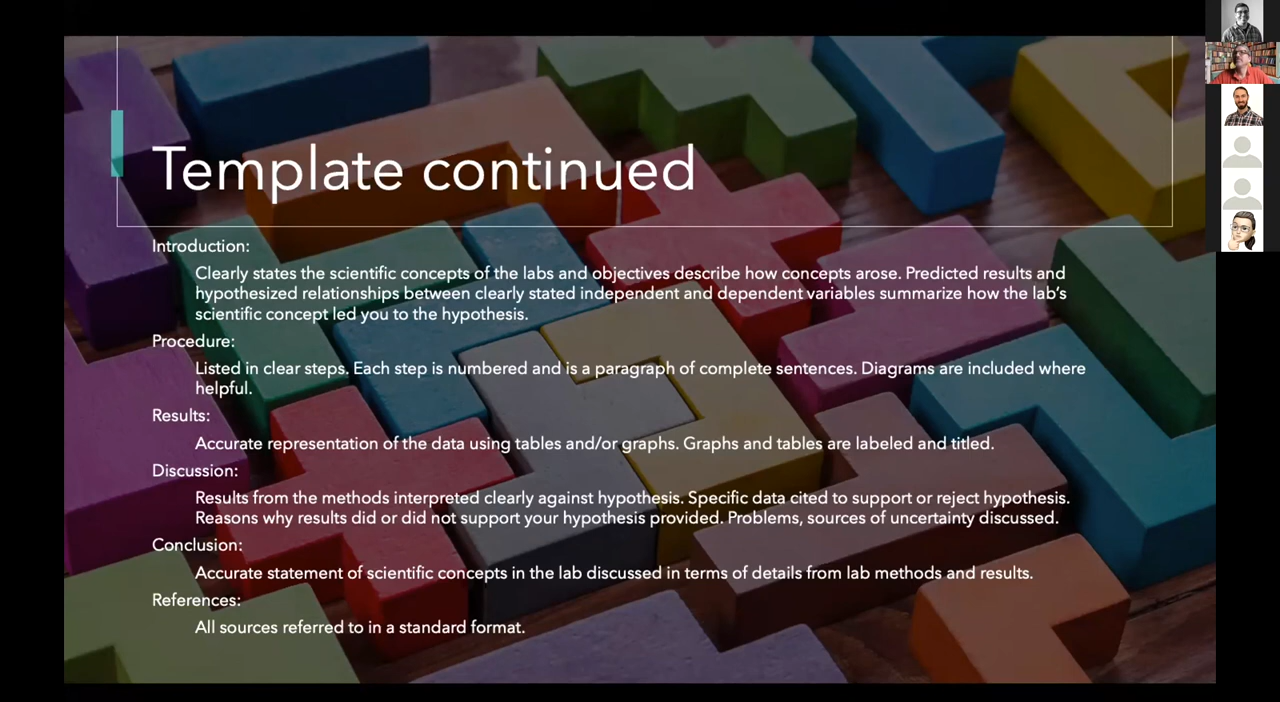 Template continued
Introduction:
Clearly states the scientific concepts of the labs and objectives describe how concepts arose. Predicted results and
hypothesized relationships between clearly stated independent and dependent variables summarize how the lab's
scientific concept led you to the hypothesis.
Procedure:
Listed in clear steps. Each step is numbered and is a paragraph of complete sentences. Diagrams are included where
helpful.
Results:
Accurate representation of the data using tables and/or graphs. Graphs and tables are labeled and titled.
Discussion:
Results from the methods interpreted clearly against hypothesis. Specific data cited to support or reject hypothesis.
Reasons why results did or did not support your hypothesis provided. Problems, sources of uncertainty discussed.
Conclusion:
Accurate statement of scientific concepts in the lab discussed in terms of details from lab methods and results.
References:
All sources referred to in a standard format.